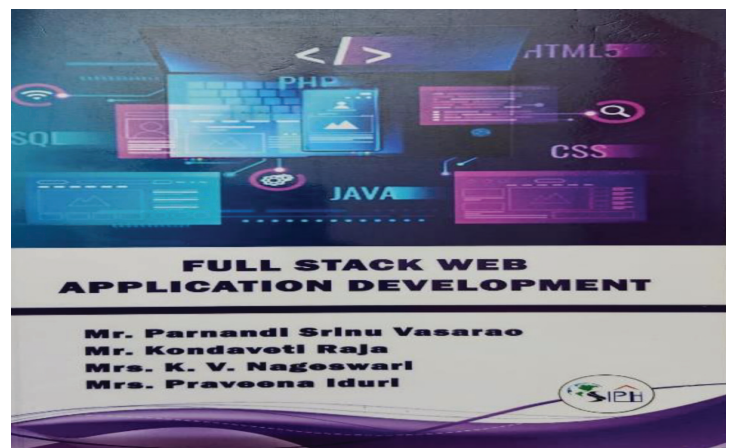 </>
HTML5
PHP
SQL
CSS
JAVA
FULL STACK WEB
APPLICATION DEVELOPMENT
Mr. Parnandi Srinu Vasarao
Mr. Kondaveti Raja
Mrs. K. V. Nageswari
Mrs. Praveena Iduri
SIPH